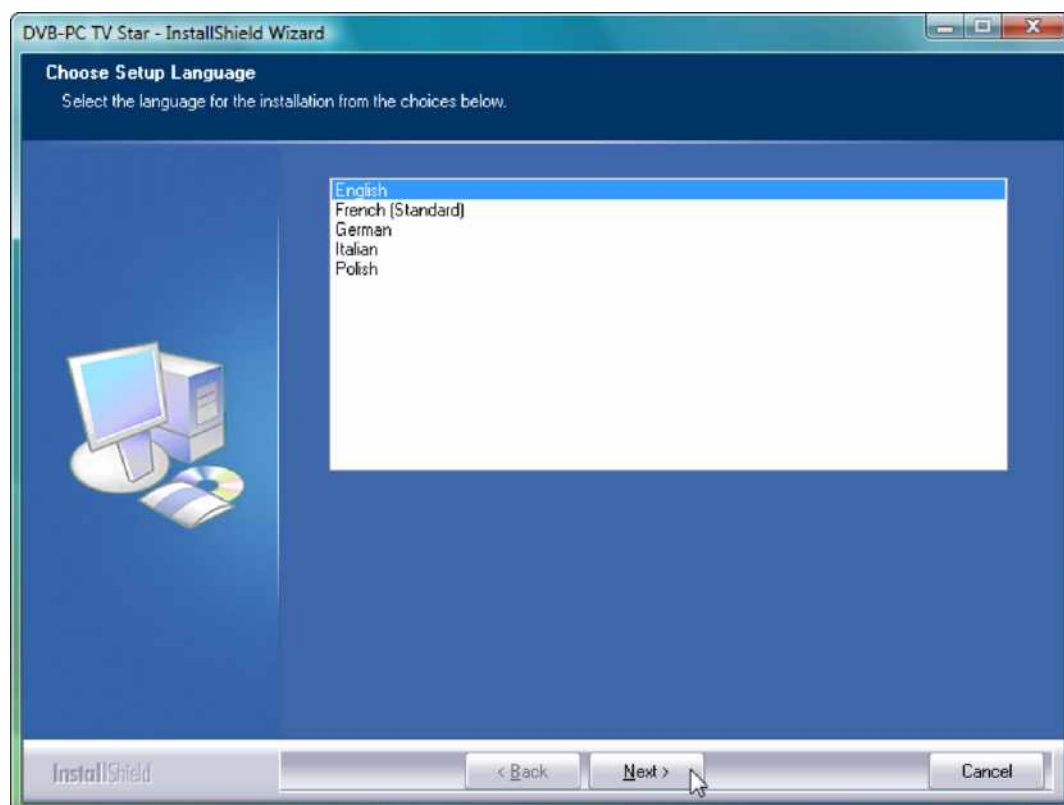 DVB-PC TV Star - InstallShield Wizard
Choose Setup Language
Select the language for the installation from the choices below.
English
French (Standard)
German
Italian
Polish
InstallShield
< Back
Next >
Cancel